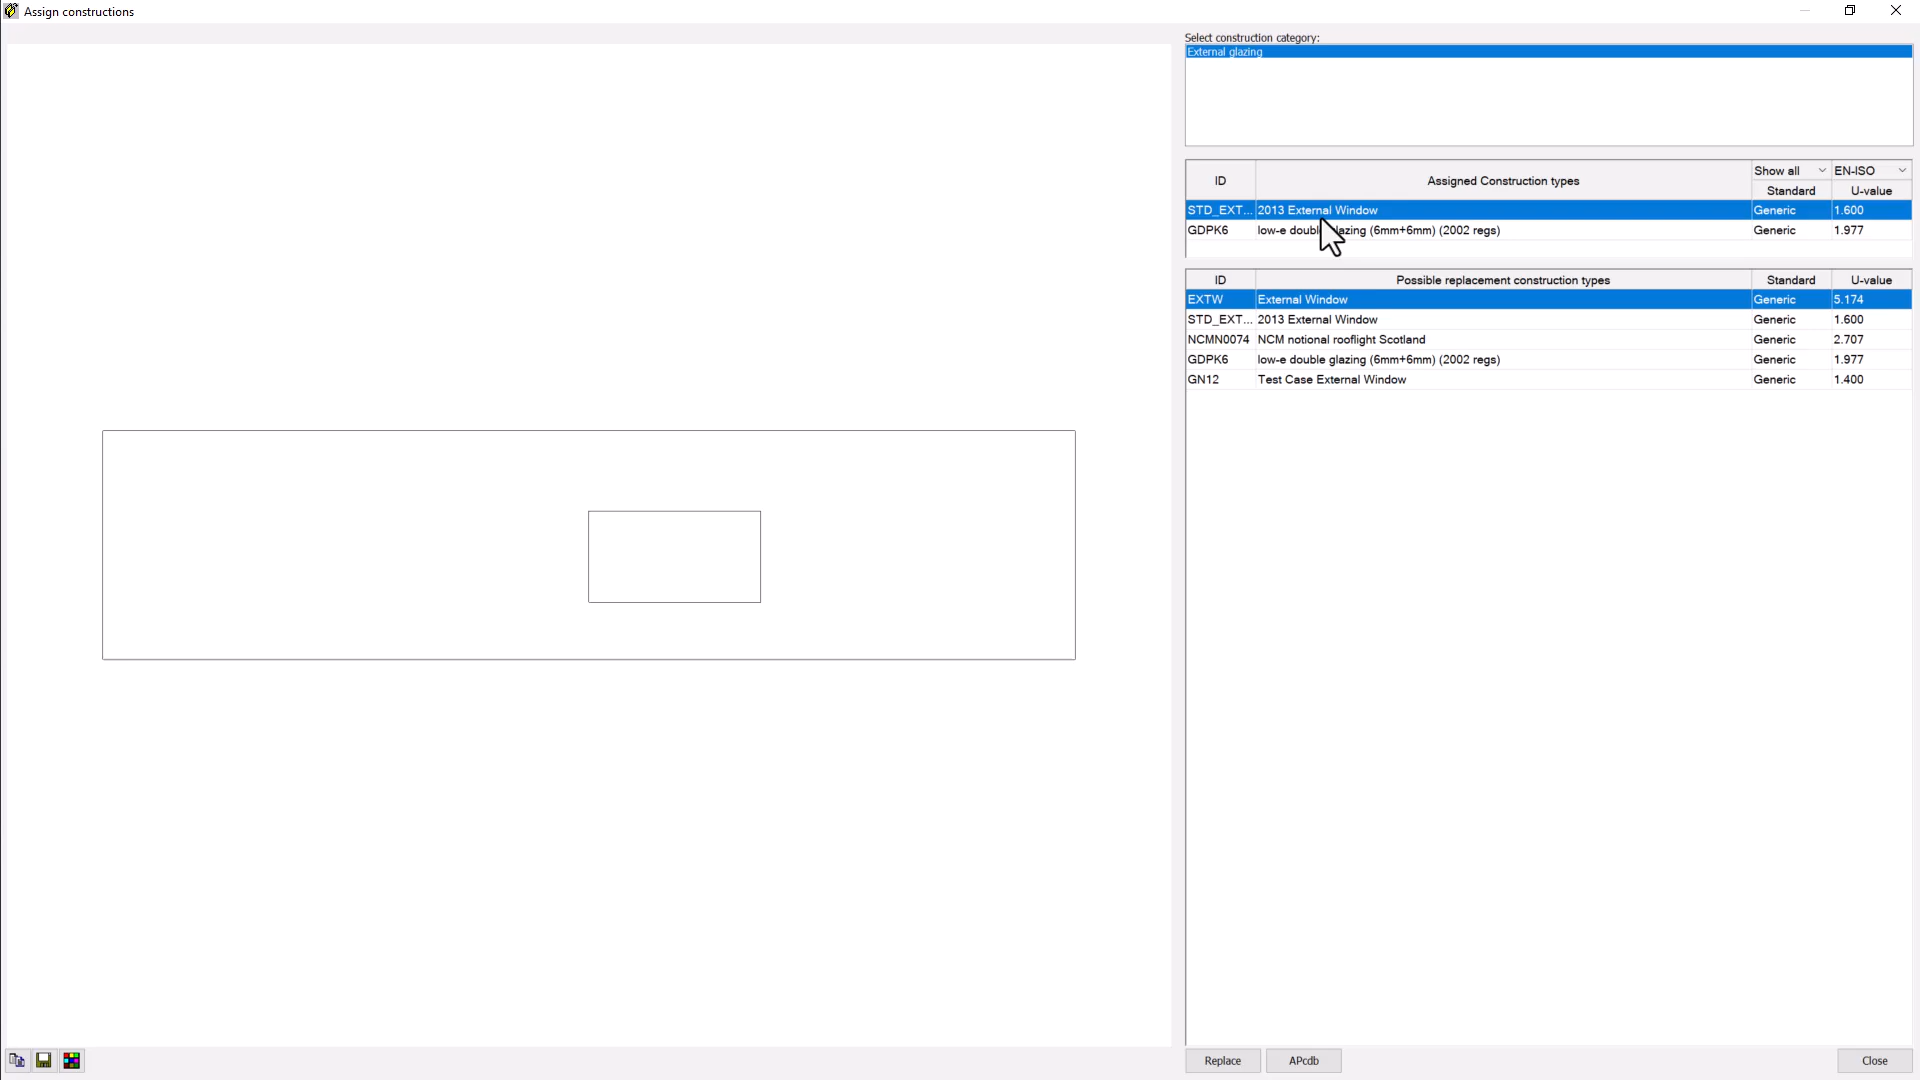 Assign constructions
Select construction category:
External glazing
ID Assigned Construction types Show all EN-ISO
Standard U-value
STD_EXT... 2013 External Window Generic 1.600
GDPK6 low-e double glazing (6mm+6mm) (2002 regs) Generic 1.977
ID Possible replacement construction types Standard U-value
EXTW External Window Generic 5.174
STD_EXT... 2013 External Window Generic 1.600
NCMN0074 NCM notional rooflight Scotland Generic 2.707
GDPK6 low-e double glazing (6mm+6mm) (2002 regs) Generic 1.977
GN12 Test Case External Window Generic 1.400
Replace APcdb Close